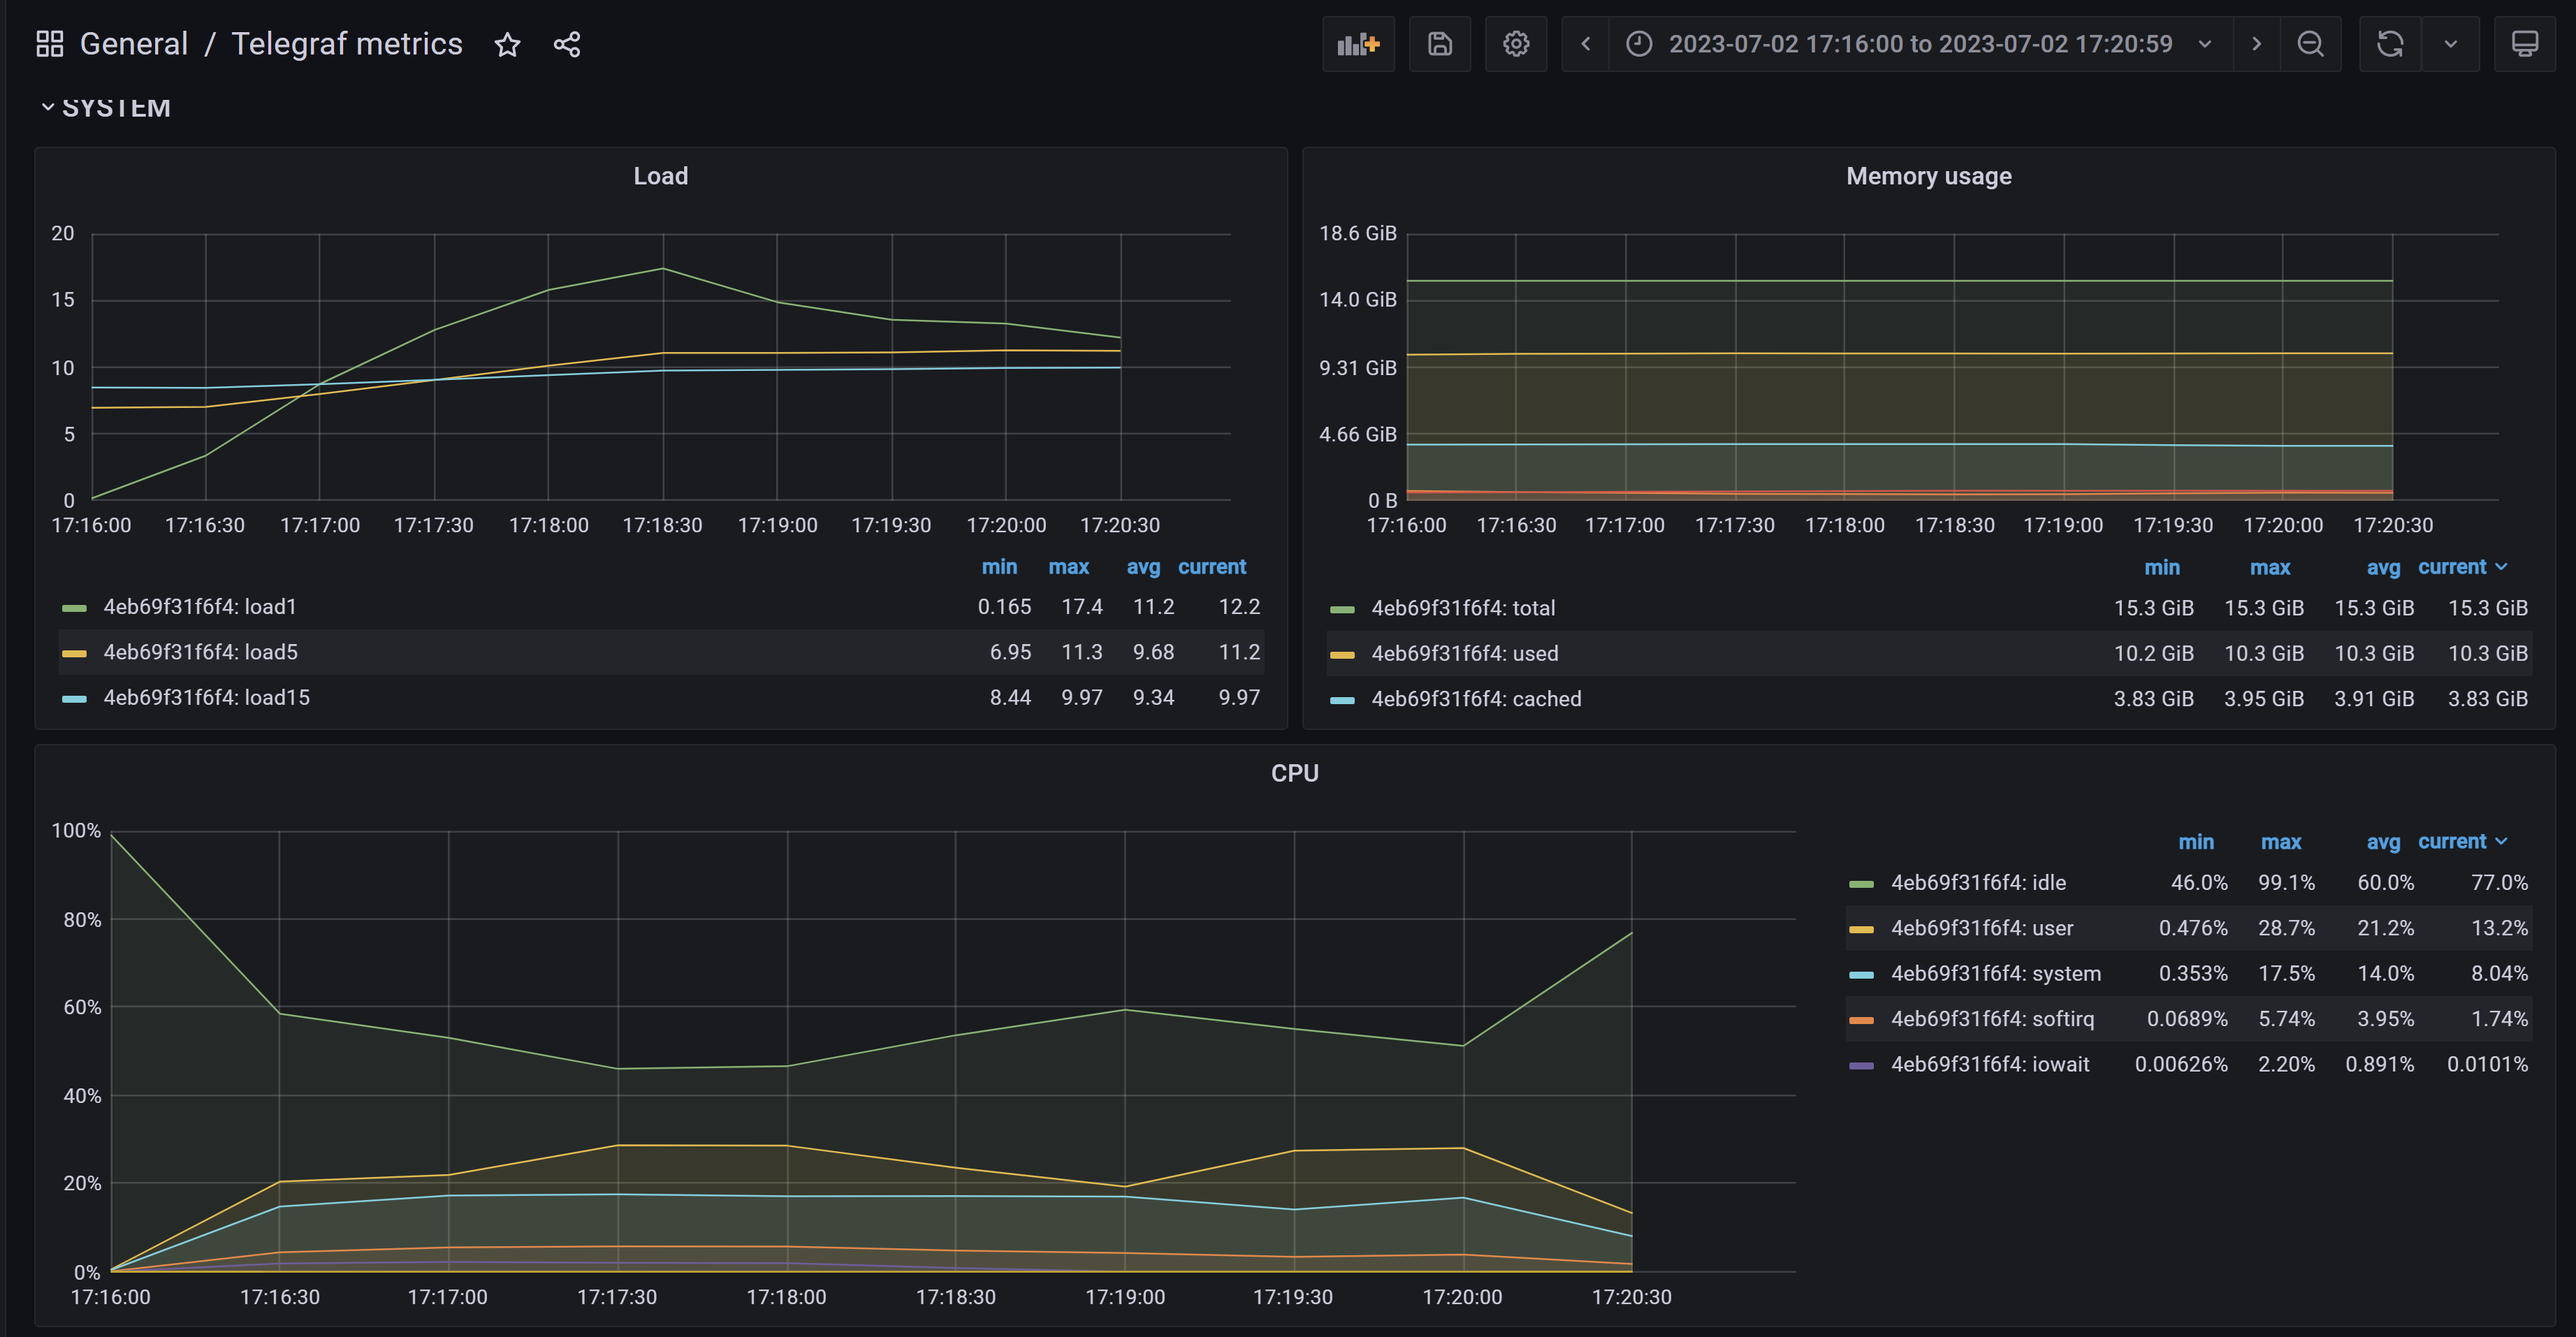 General / Telegraf metrics
2023-07-02 17:16:00 to 2023-07-02 17:20:59
SYSTEM
Load
20
15
10
5
0
17:16:00 17:16:30 17:17:00 17:17:30 17:18:00 17:18:30 17:19:00 17:19:30 17:20:00 17:20:30
min max avg current
4eb69f31f6f4: load1 0.165 17.4 11.2 12.2
4eb69f31f6f4: load5 6.95 11.3 9.68 11.2
4eb69f31f6f4: load15 8.44 9.97 9.34 9.97
Memory usage
18.6 GiB
14.0 GiB
9.31 GiB
4.66 GiB
0 B
17:16:00 17:16:30 17:17:00 17:17:30 17:18:00 17:18:30 17:19:00 17:19:30 17:20:00 17:20:30
min max avg current
4eb69f31f6f4: total 15.3 GiB 15.3 GiB 15.3 GiB 15.3 GiB
4eb69f31f6f4: used 10.2 GiB 10.3 GiB 10.3 GiB 10.3 GiB
4eb69f31f6f4: cached 3.83 GiB 3.95 GiB 3.91 GiB 3.83 GiB
CPU
100%
80%
60%
40%
20%
0%
17:16:00 17:16:30 17:17:00 17:17:30 17:18:00 17:18:30 17:19:00 17:19:30 17:20:00 17:20:30
min max avg current
4eb69f31f6f4: idle 46.0% 99.1% 60.0% 77.0%
4eb69f31f6f4: user 0.476% 28.7% 21.2% 13.2%
4eb69f31f6f4: system 0.353% 17.5% 14.0% 8.04%
4eb69f31f6f4: softirq 0.0689% 5.74% 3.95% 1.74%
4eb69f31f6f4: iowait 0.00626% 2.20% 0.891% 0.0101%